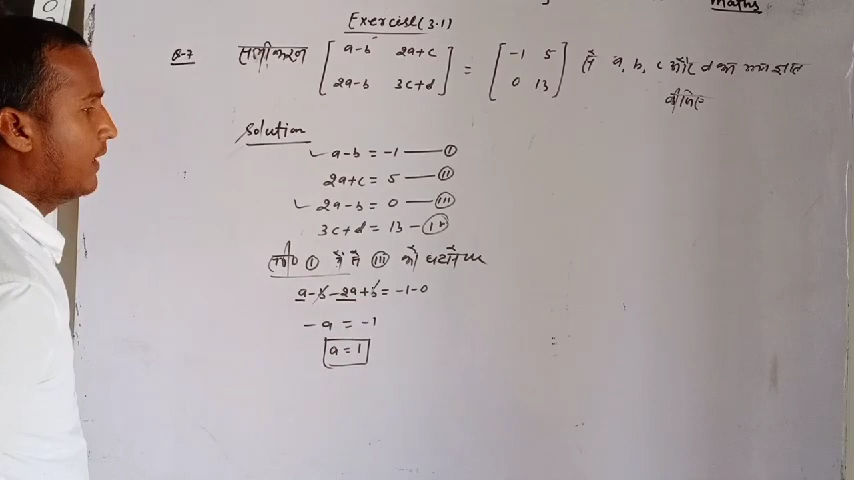 Maths
Exercise(3.1)
Q-7 समीकरण [a-b 2a+c
2a-b 3c+d] = [-1 5
0 13] से a, b, c और d का मान ज्ञात
कीजिए
Solution
✓ a-b = -1 — Ⓘ
2a+c = 5 — Ⓘⓘ
✓ 2a-b = 0 — ⓘⓘⓘ
3c+d = 13 — ⓘⓥ
समी० Ⓘ में से ⓘⓘⓘ को घटाने पर
a-b-2a+b = -1-0
-a = -1
a = 1